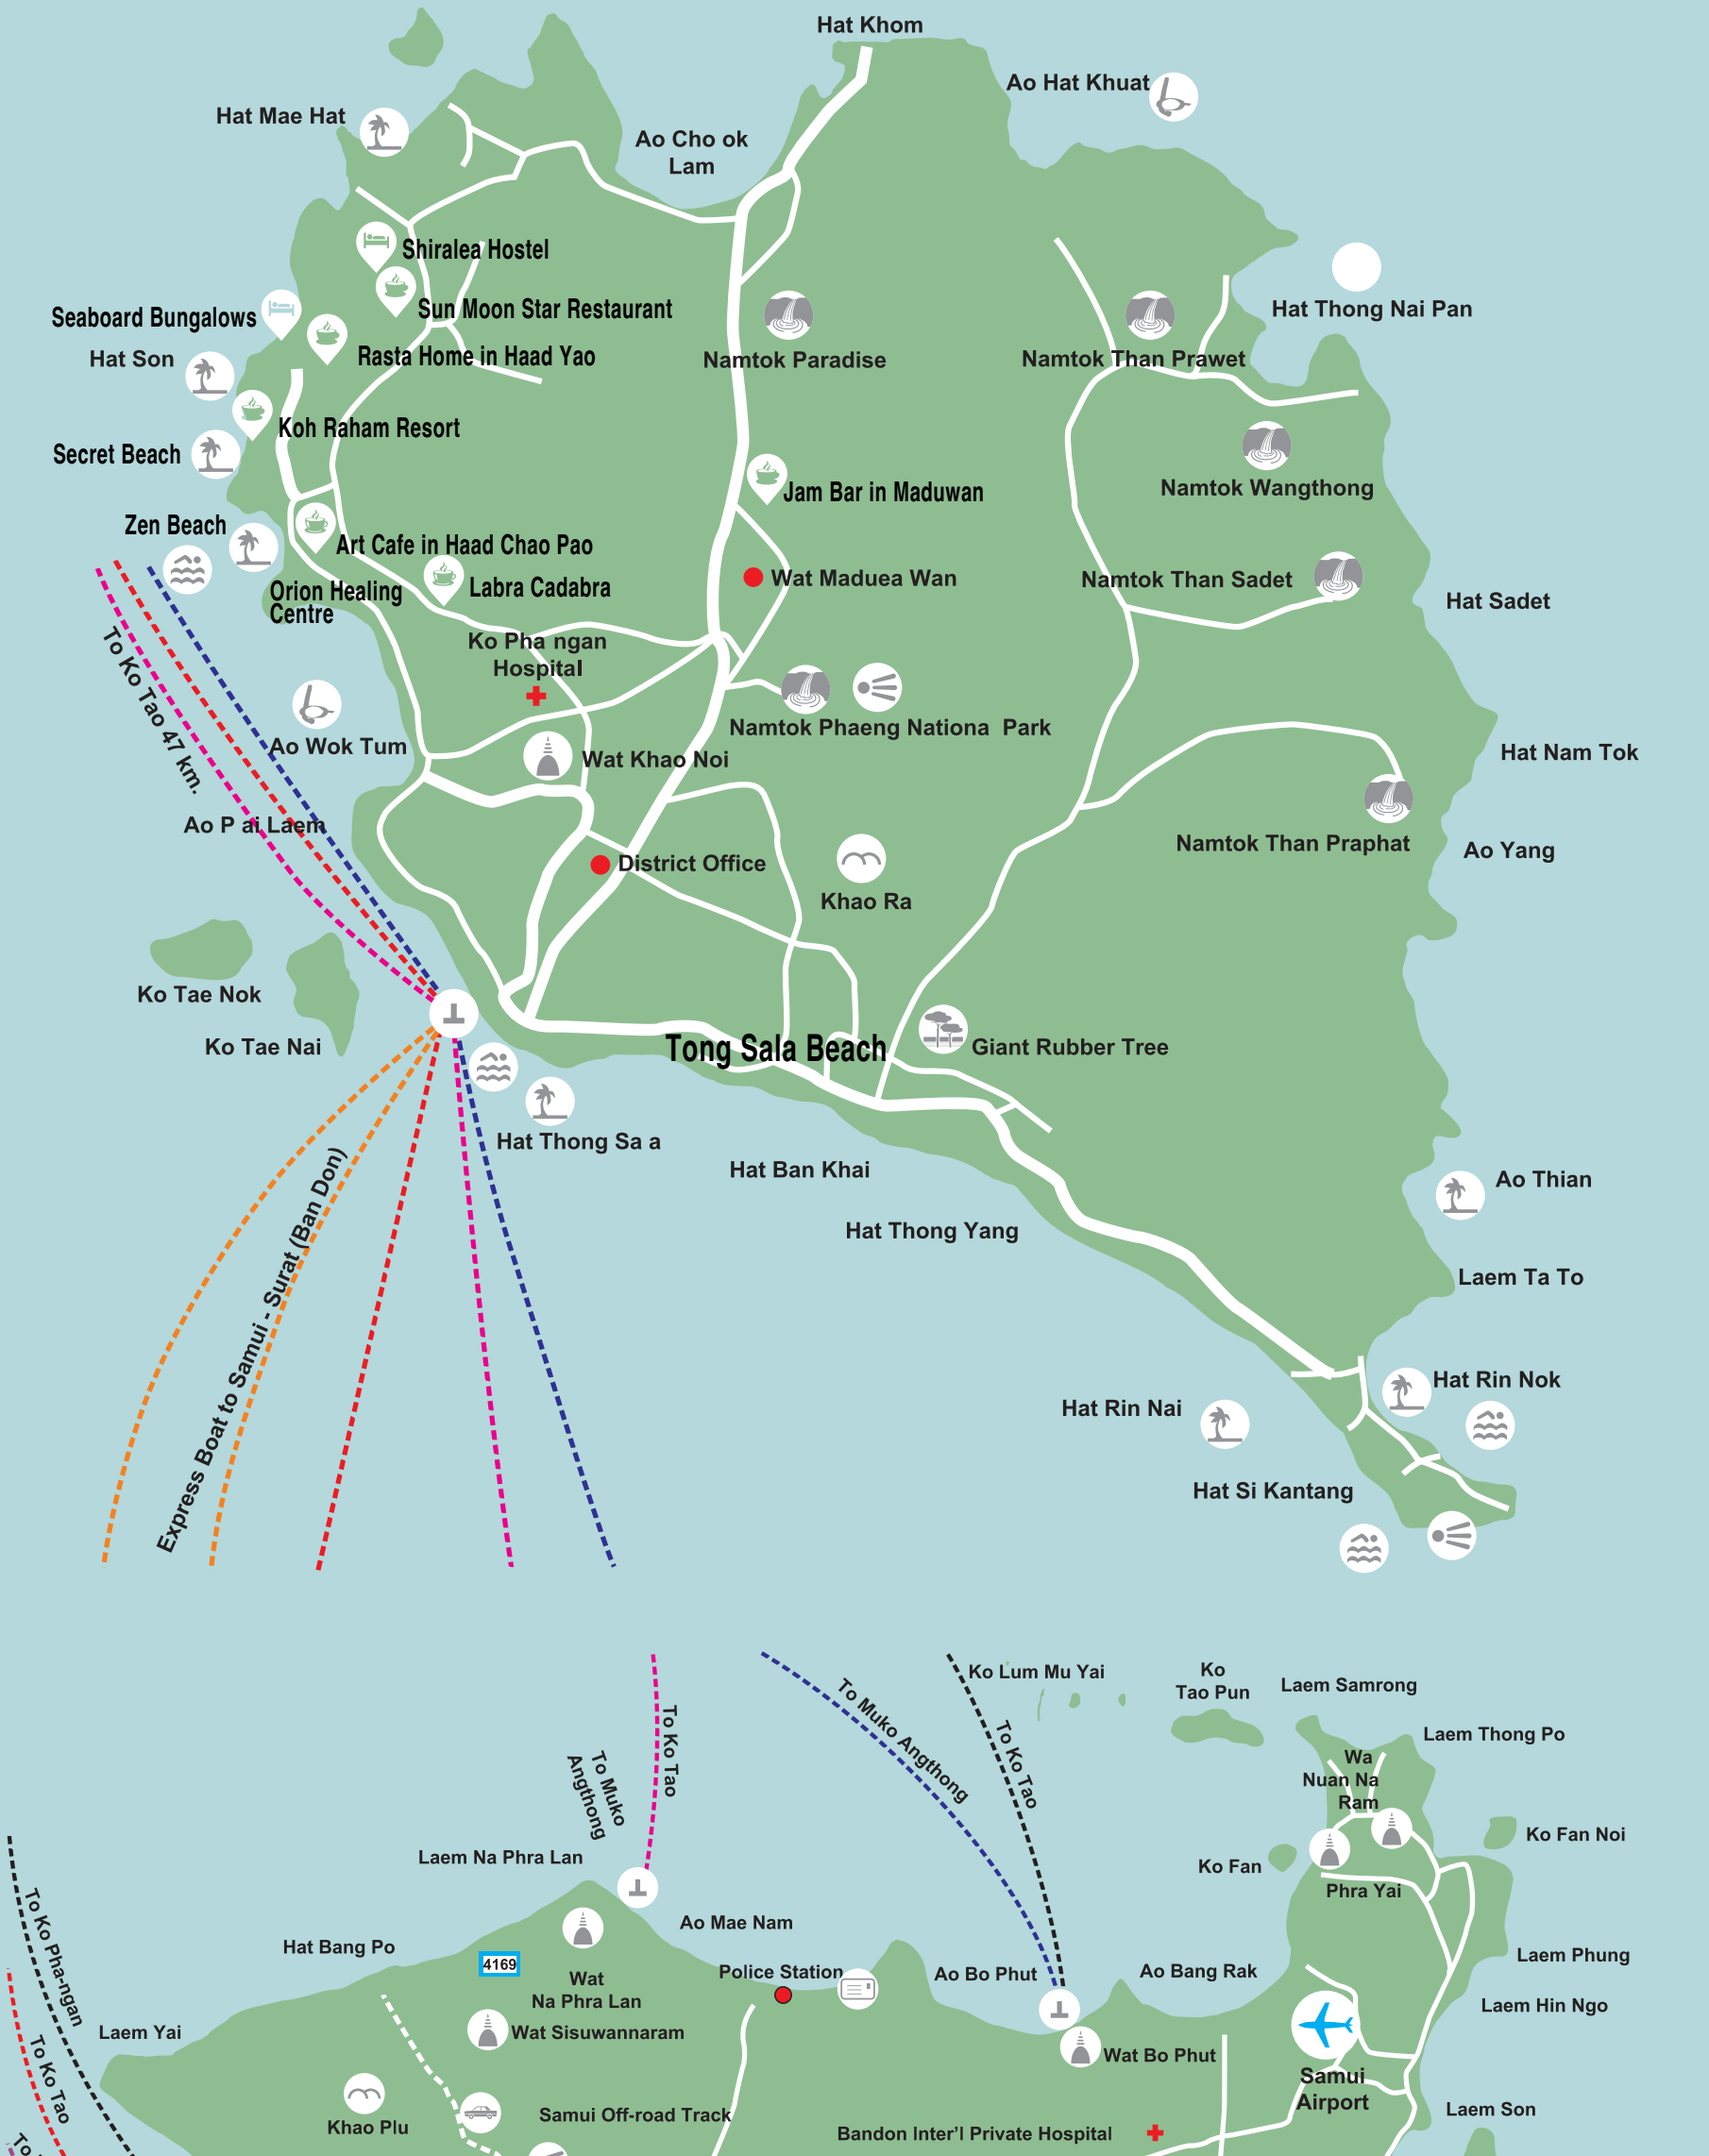 Hat Khom
Ao Hat Khuat
Hat Mae Hat
Ao Cho ok
Lam
Shiralea Hostel
Sun Moon Star Restaurant
Seaboard Bungalows
Hat Thong Nai Pan
Hat Son
Rasta Home in Haad Yao
Namtok Paradise
Namtok Than Prawet
Koh Raham Resort
Secret Beach
Jam Bar in Maduwan
Namtok Wangthong
Zen Beach
Art Cafe in Haad Chao Pao
Orion Healing
Centre
Labra Cadabra
Wat Maduea Wan
Namtok Than Sadet
Hat Sadet
Ko Pha ngan
Hospital
To Ko Tao 47 km.
Ao Wok Tum
Namtok Phaeng Nationa Park
Wat Khao Noi
Hat Nam Tok
Ao P ai Laem
District Office
Namtok Than Praphat
Ao Yang
Khao Ra
Ko Tae Nok
Ko Tae Nai
Tong Sala Beach
Giant Rubber Tree
Hat Thong Sa a
Hat Ban Khai
Ao Thian
Hat Thong Yang
Laem Ta To
Express Boat to Samui - Surat (Ban Don)
Hat Rin Nok
Hat Rin Nai
Hat Si Kantang
Ko Lum Mu Yai
Ko
Tao Pun
Laem Samrong
To Ko Tao
To Muko Angthong
To Ko Tao
Laem Thong Po
To Muko
Angthong
Wa
Nuan Na
Ram
Ko Fan Noi
Laem Na Phra Lan
Ko Fan
Phra Yai
Ao Mae Nam
Hat Bang Po
4169
Police Station
Ao Bo Phut
Ao Bang Rak
Laem Phung
Wat
Na Phra Lan
Laem Hin Ngo
To Ko Pha-ngan
Laem Yai
Wat Sisuwannaram
Wat Bo Phut
Samui
Airport
To Ko Tao
Khao Plu
Samui Off-road Track
Bandon Inter'l Private Hospital
Laem Son
To